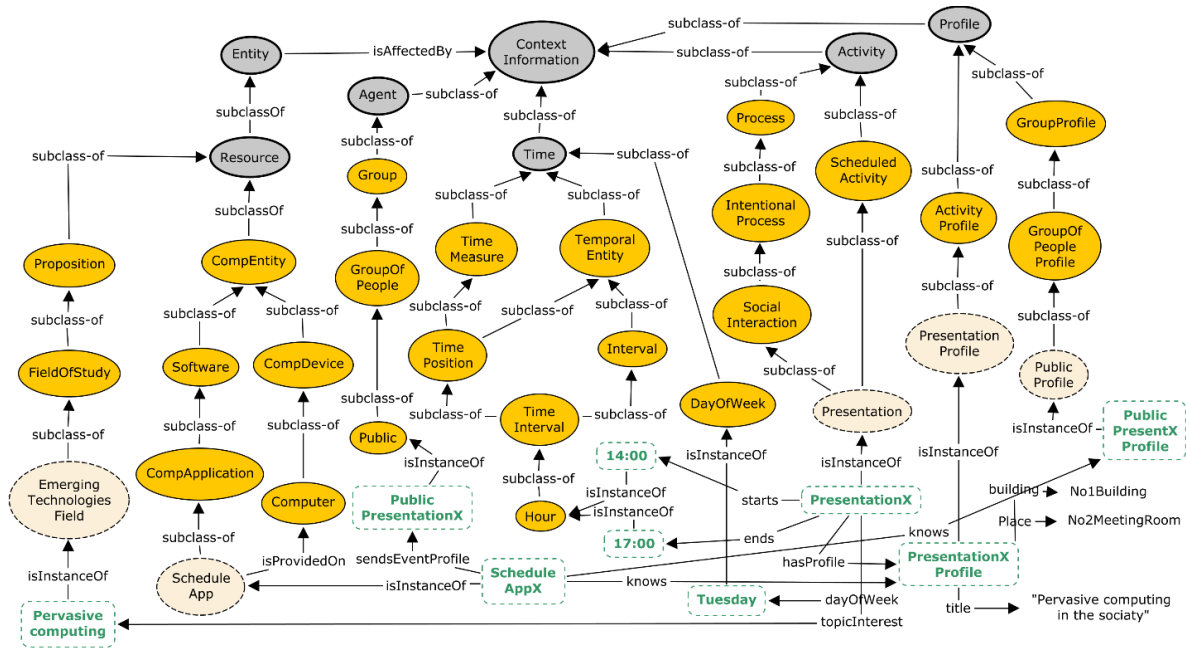 subclass-of
Profile
Context
Information
Entity
isAffectedBy
subclass-of
Activity
subclass-of
Agent
subclass-of
subclass-of
subclassOf
subclass-of
subclass-of
Process
GroupProfile
subclass-of
Resource
subclass-of
Time
subclass-of
subclass-of
Scheduled
Activity
subclass-of
subclass-of
Group
subclassOf
subclass-of
subclass-of
Intentional
Process
Activity
Profile
GroupOf
People
Profile
subclass-of
Time
Measure
Temporal
Entity
subclass-of
Proposition
CompEntity
GroupOf
People
subclass-of
subclass-of
subclass-of
subclass-of
subclass-of
subclass-of
subclass-of
subclass-of
subclass-of
Social
Interaction
subclass-of
FieldOfStudy
Software
CompDevice
Time
Position
Interval
Presentation
Profile
Public
Profile
subclass-of
subclass-of
subclass-of
subclass-of
subclass-of
subclass-of
subclass-of
Time
Interval
DayOfWeek
Presentation
Public
PresentX
Profile
isInstanceOf
Public
isInstanceOf
14:00
isInstanceOf
isInstanceOf
isInstanceOf
Emerging
Technologies
Field
CompApplication
Computer
subclass-of
Public
PresentationX
Hour
isInstanceOf
isInstanceOf
starts
PresentationX
building
No1Building
Place
No2MeetingRoom
subclass-of
isProvidedOn
sendsEventProfile
17:00
ends
knows
hasProfile
PresentationX
Profile
isInstanceOf
Schedule
App
isInstanceOf
Schedule
AppX
knows
Pervasive
computing
Tuesday
dayOfWeek
title
"Pervasive computing
in the sociaty"
topicInterest